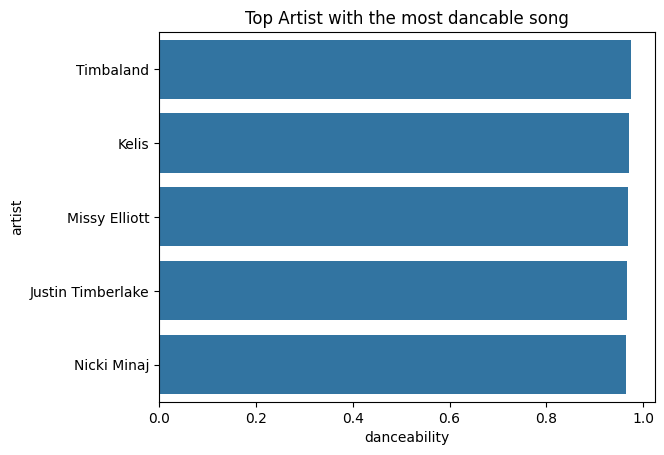 Top Artist with the most dancable song
artist
Timbaland
Kelis
Missy Elliott
Justin Timberlake
Nicki Minaj
0.0 0.2 0.4 0.6 0.8 1.0
danceability